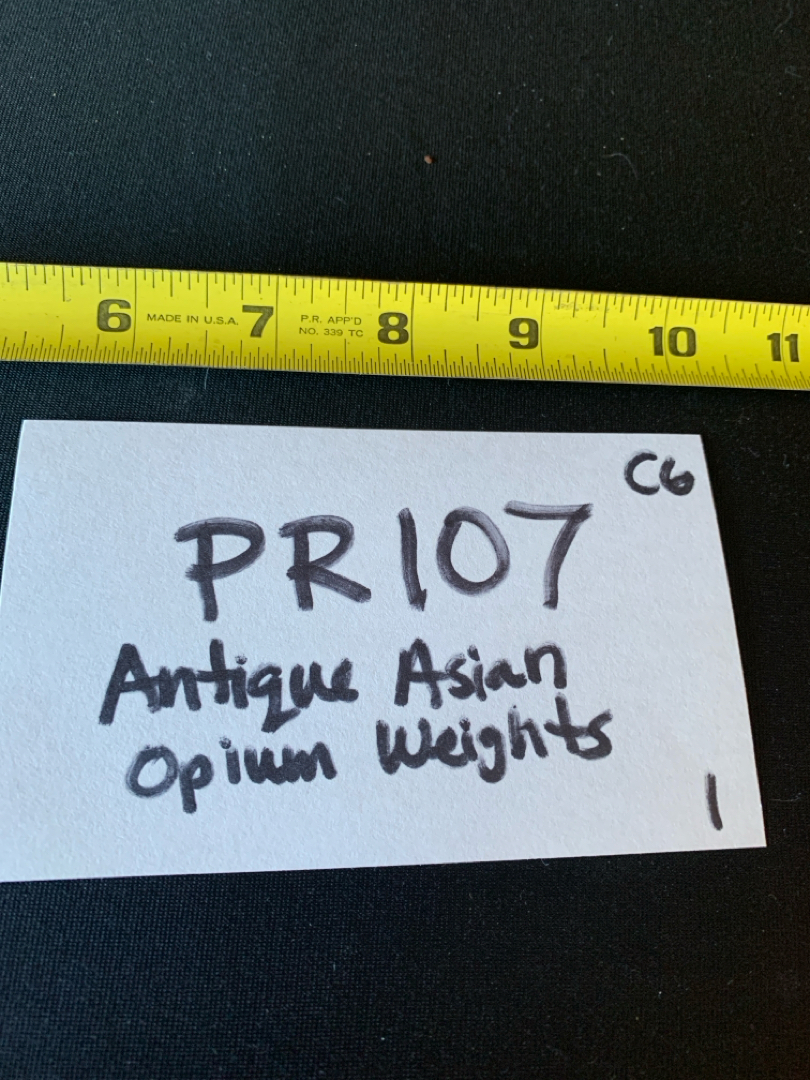 6 MADE IN U.S.A. 7 P.R. APP'D 8 9 10 11
NO. 339 TC
C6
PR107
Antique Asian
Opium Weights
1